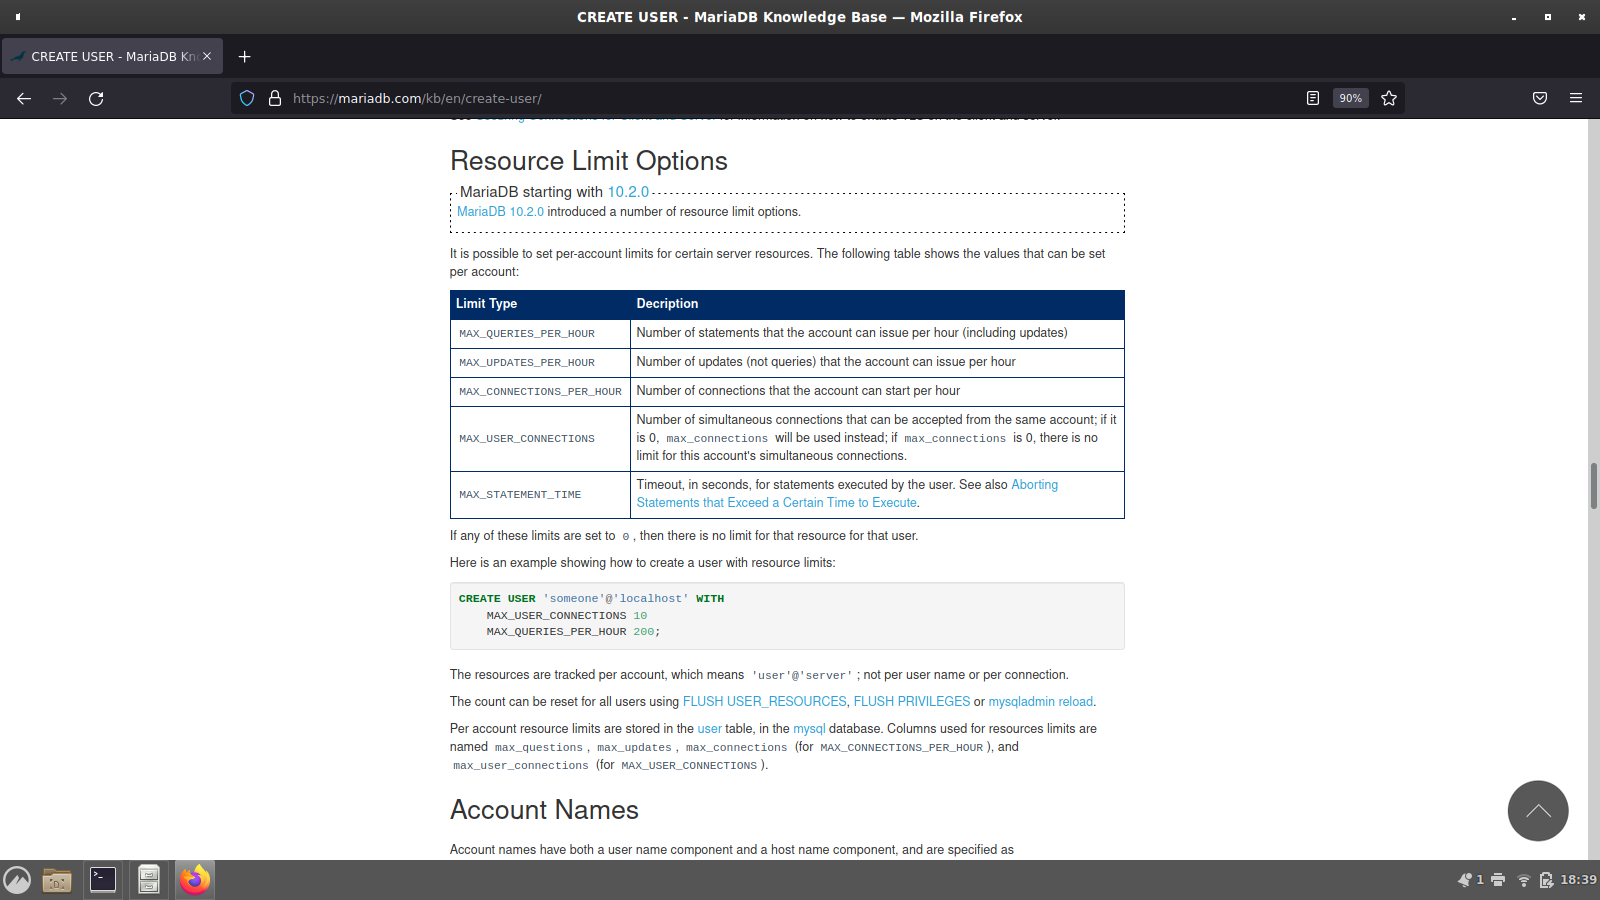 CREATE USER - MariaDB Knowledge Base — Mozilla Firefox
CREATE USER - MariaDB Kn
https://mariadb.com/kb/en/create-user/
90%
Resource Limit Options
MariaDB starting with 10.2.0
MariaDB 10.2.0 introduced a number of resource limit options.
It is possible to set per-account limits for certain server resources. The following table shows the values that can be set
per account:
Limit Type Decription
MAX_QUERIES_PER_HOUR Number of statements that the account can issue per hour (including updates)
MAX_UPDATES_PER_HOUR Number of updates (not queries) that the account can issue per hour
MAX_CONNECTIONS_PER_HOUR Number of connections that the account can start per hour
MAX_USER_CONNECTIONS Number of simultaneous connections that can be accepted from the same account; if it
is 0, max_connections will be used instead; if max_connections is 0, there is no
limit for this account's simultaneous connections.
MAX_STATEMENT_TIME Timeout, in seconds, for statements executed by the user. See also Aborting
Statements that Exceed a Certain Time to Execute.
If any of these limits are set to 0, then there is no limit for that resource for that user.
Here is an example showing how to create a user with resource limits:
CREATE USER 'someone'@'localhost' WITH
MAX_USER_CONNECTIONS 10
MAX_QUERIES_PER_HOUR 200;
The resources are tracked per account, which means 'user'@'server'; not per user name or per connection.
The count can be reset for all users using FLUSH USER_RESOURCES, FLUSH PRIVILEGES or mysqladmin reload.
Per account resource limits are stored in the user table, in the mysql database. Columns used for resources limits are
named max_questions, max_updates, max_connections (for MAX_CONNECTIONS_PER_HOUR), and
max_user_connections (for MAX_USER_CONNECTIONS).
Account Names
Account names have both a user name component and a host name component, and are specified as
1
18:39